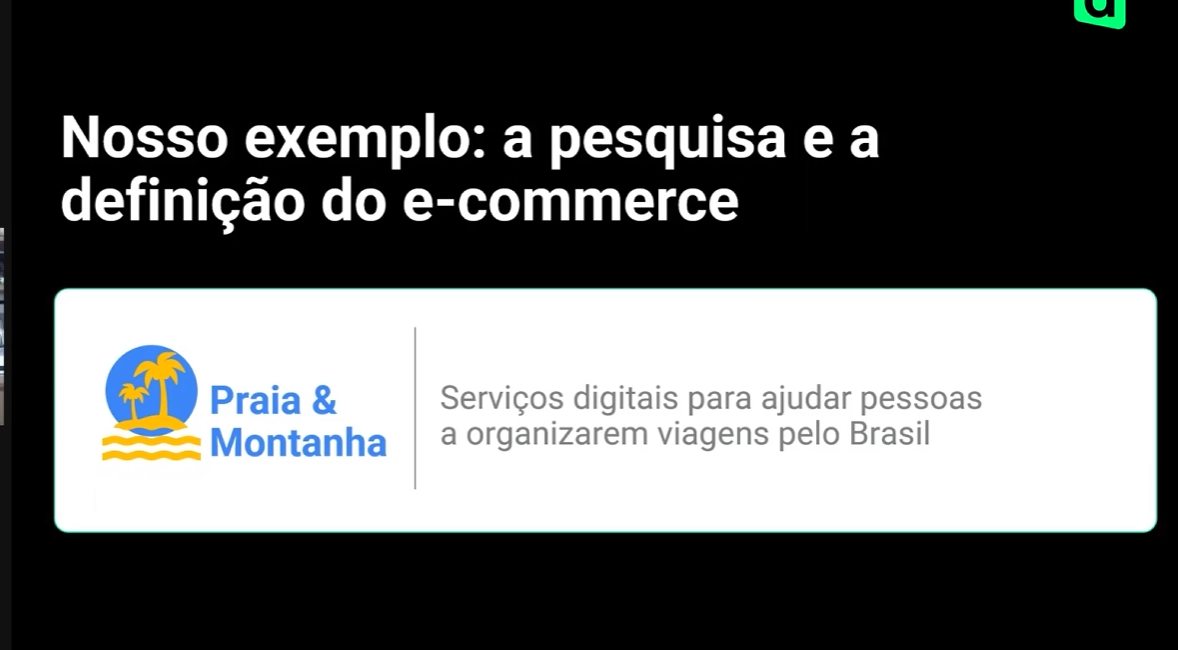 Nosso exemplo: a pesquisa e a
definição do e-commerce
Praia &
Montanha
Serviços digitais para ajudar pessoas
a organizarem viagens pelo Brasil